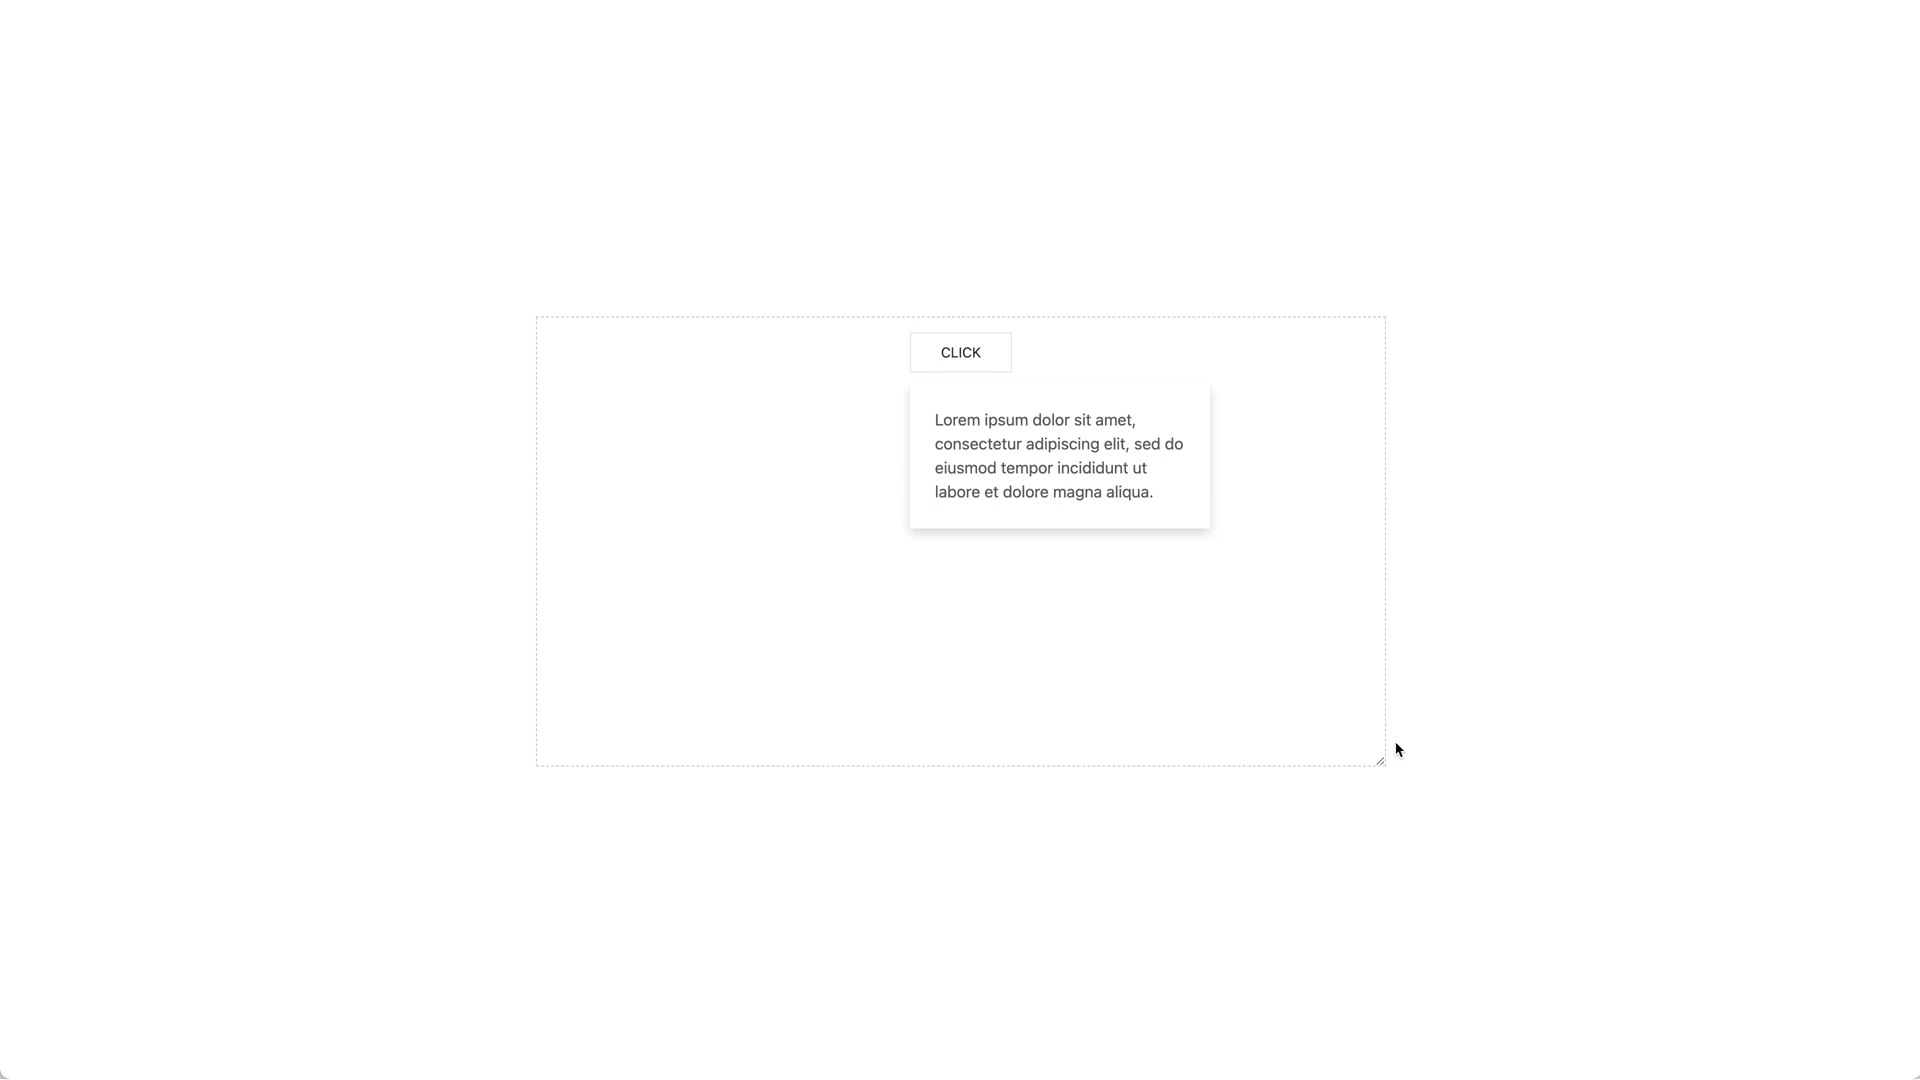 CLICK
Lorem ipsum dolor sit amet,
consectetur adipiscing elit, sed do
eiusmod tempor incididunt ut
labore et dolore magna aliqua.